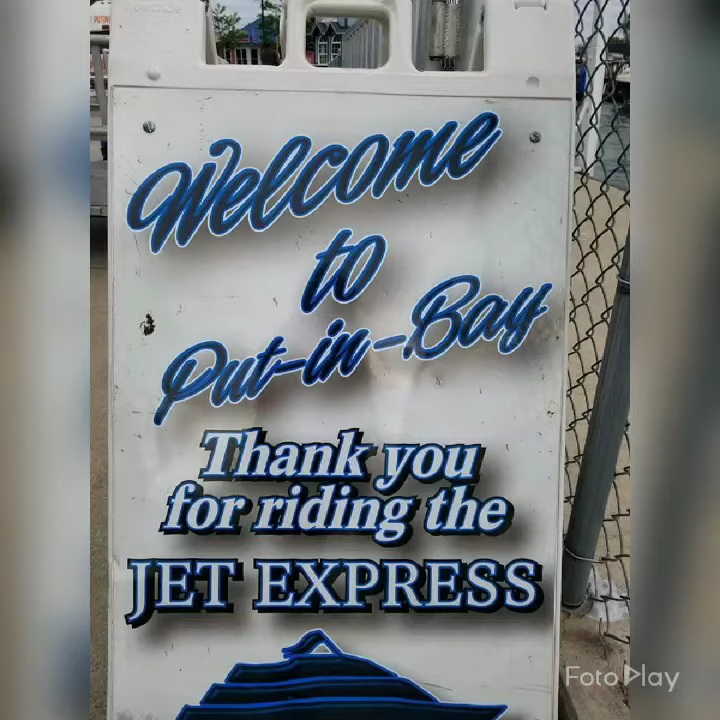 Welcome
to
Put-in-Bay
Thank you
for riding the
JET EXPRESS
FotoPlay